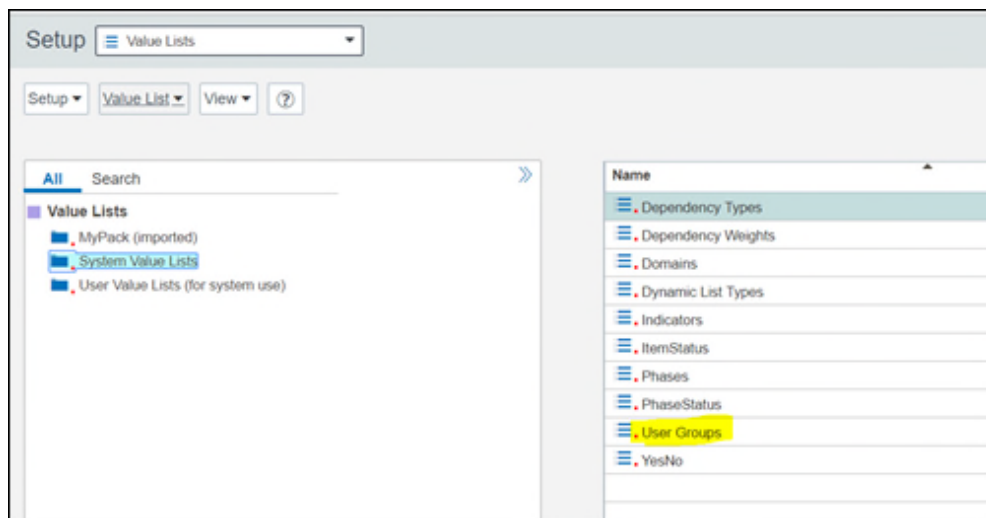 Setup Value Lists
Setup Value List View ?
All Search
Value Lists
MyPack (imported)
System Value Lists
User Value Lists (for system use)
Name
Dependency Types
Dependency Weights
Domains
Dynamic List Types
Indicators
ItemStatus
Phases
PhaseStatus
User Groups
YesNo